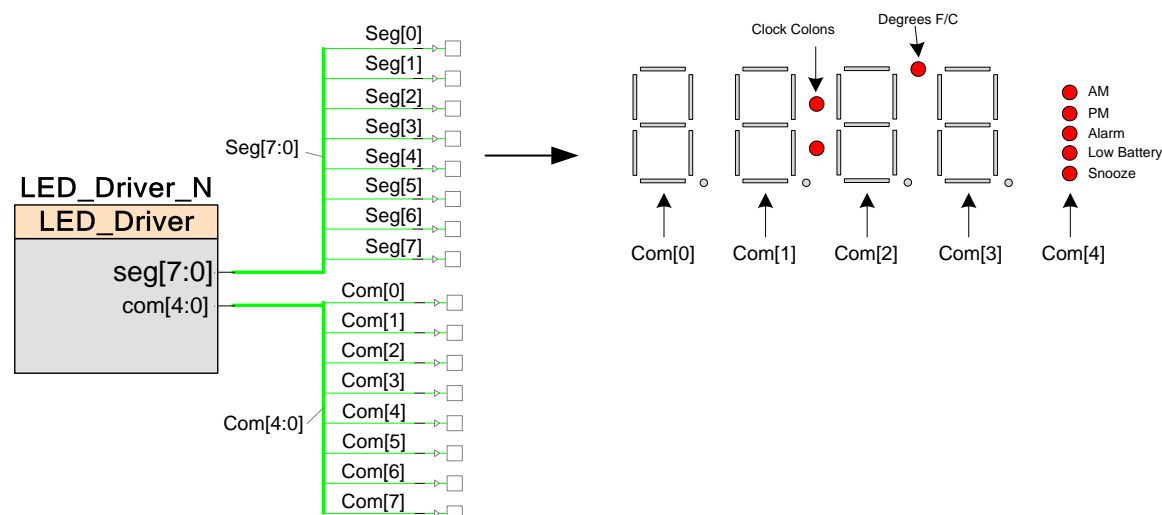 Seg[0]
Seg[1]
Seg[2]
Seg[3]
Seg[4]
Seg[5]
Seg[6]
Seg[7]
Seg[7:0]
LED_Driver_N
LED_Driver
seg[7:0]
com[4:0]
Com[0]
Com[1]
Com[2]
Com[3]
Com[4]
Com[5]
Com[6]
Com[7]
Com[4:0]
Clock Colons
Degrees F/C
AM
PM
Alarm
Low Battery
Snooze
Com[0]
Com[1]
Com[2]
Com[3]
Com[4]